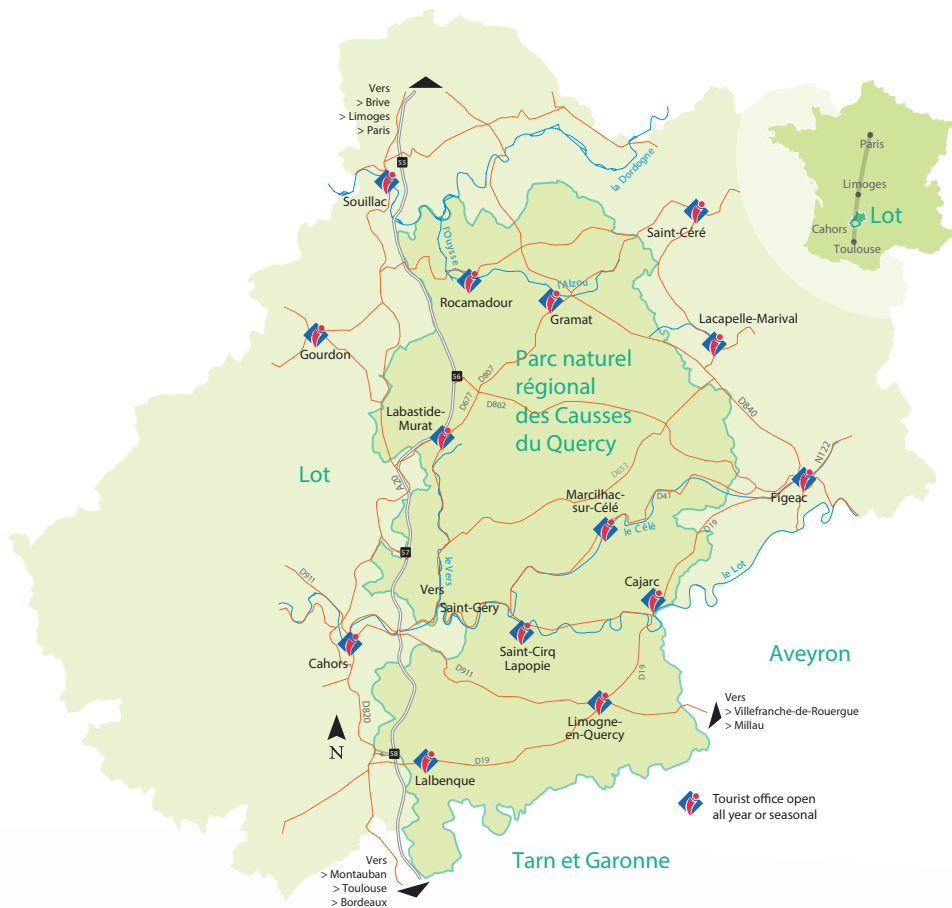 Vers
> Brive
> Limoges
> Paris
55
Souillac
la Dordogne
l'Ouysse
Saint-Céré
Paris
Limoges
Lot
Cahors
Toulouse
Rocamadour
l'Alzou
Gramat
Lacapelle-Marival
Gourdon
Parc naturel
régional
des Causses
du Quercy
56
D807
D677
D802
D840
Labastide-
Murat
Lot
A20
D653
N122
Marcilhac-
sur-Célé
D41
Figeac
le Célé
D19
le Lot
57
le Vers
D911
Vers
Saint-Géry
Cajarc
Cahors
Saint-Cirq
Lapopie
D911
D19
Aveyron
Vers
> Villefranche-de-Rouergue
> Millau
D820
N
Limogne-
en-Quercy
58
D19
Lalbenque
Tourist office open
all year or seasonal
Tarn et Garonne
Vers
> Montauban
> Toulouse
> Bordeaux